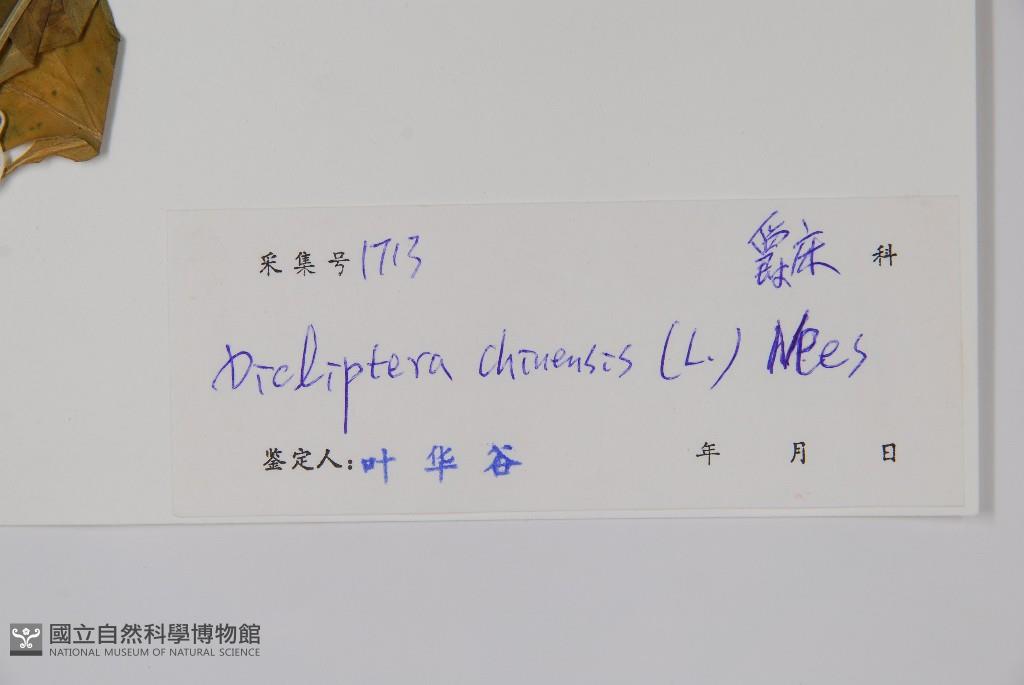 采集号 1713 爵床 科
Dicliptera chinensis (L.) Nees
鉴定人: 叶华谷 年 月 日
國立自然科學博物館
NATIONAL MUSEUM OF NATURAL SCIENCE